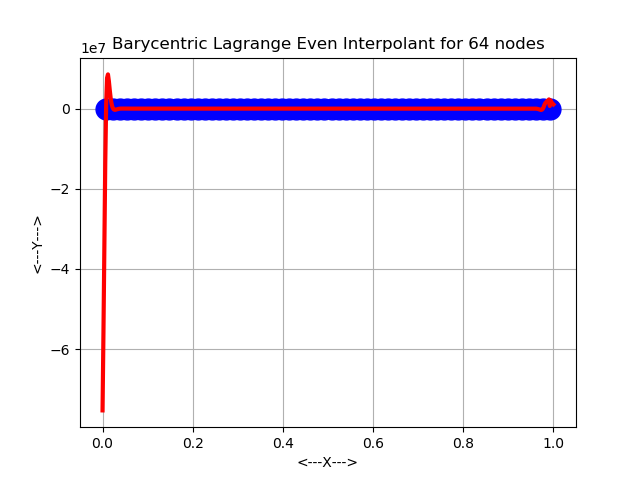 Barycentric Lagrange Even Interpolant for 64 nodes
1e7
0
−2
−4
−6
<---Y--->
0.0 0.2 0.4 0.6 0.8 1.0
<---X--->